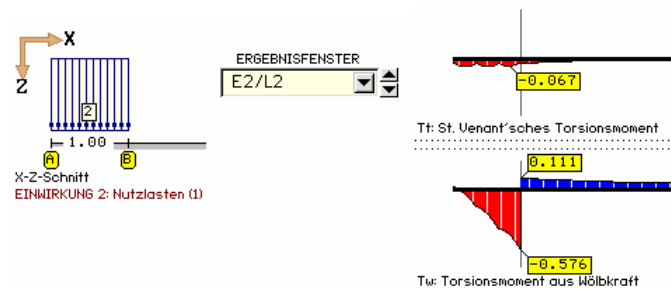 X
Z
2
1.00
A
B
X-Z-Schnitt
EINWIRKUNG 2: Nutzlasten (1)
ERGEBNISFENSTER
E2/L2
-0.067
Tt: St. Venant'sches Torsionsmoment
0.111
-0.576
Tw: Torsionsmoment aus Wölbkraft